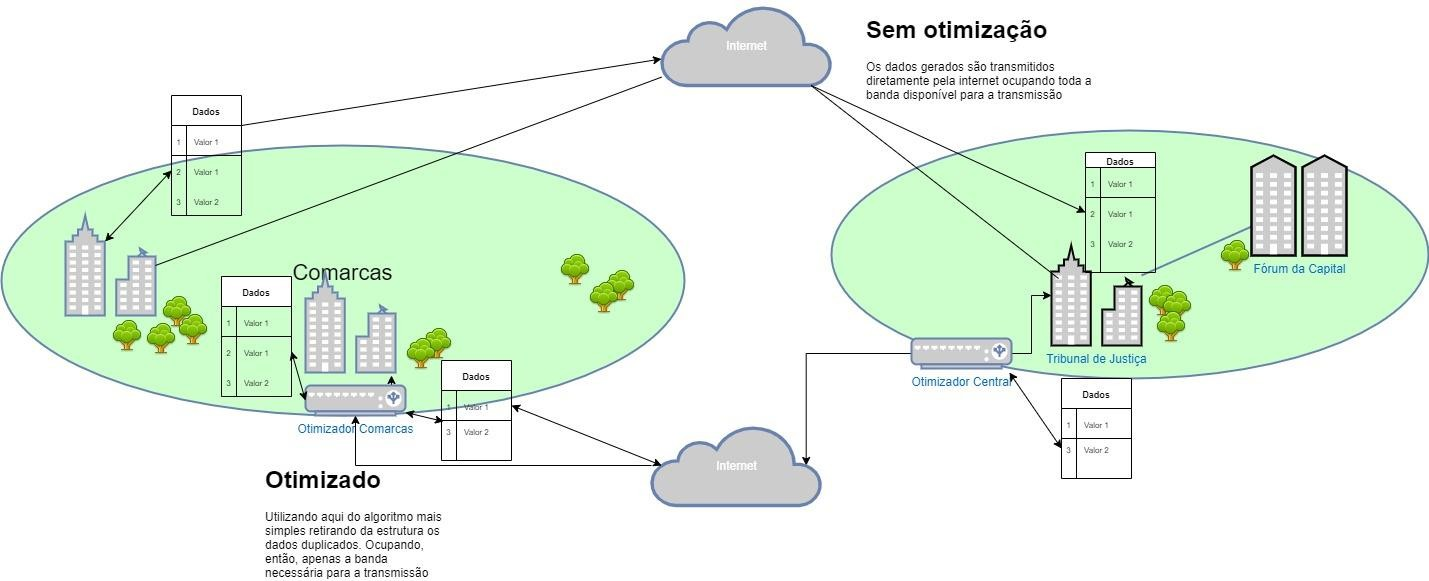 Internet
Sem otimização
Os dados gerados são transmitidos
diretamente pela internet ocupando toda a
banda disponível para a transmissão
Dados
1 Valor 1
2 Valor 1
3 Valor 2
Dados
1 Valor 1
2 Valor 1
3 Valor 2
Fórum da Capital
Comarcas
Dados
1 Valor 1
2 Valor 1
3 Valor 2
Tribunal de Justiça
Otimizador Central
Dados
1 Valor 1
3 Valor 2
Otimizador Comarcas
Dados
1 Valor 1
3 Valor 2
Internet
Otimizado
Utilizando aqui do algoritmo mais
simples retirando da estrutura os
dados duplicados. Ocupando,
então, apenas a banda
necessária para a transmissão